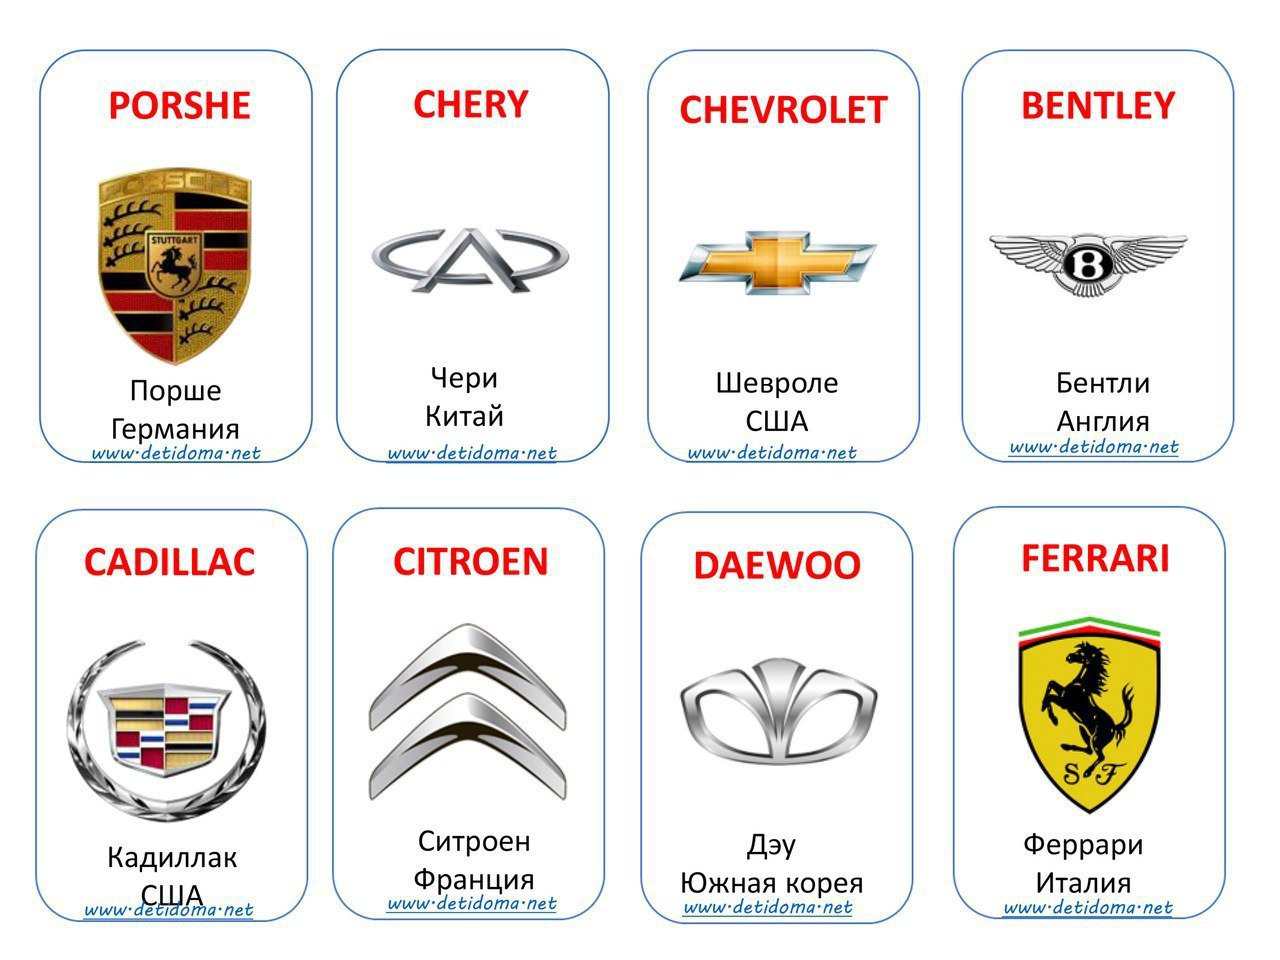 PORSHE
PORSCHE
STUTTGART
Порше
Германия
www.detidoma.net
CHERY
Чери
Китай
www.detidoma.net
CHEVROLET
Шевроле
США
www.detidoma.net
BENTLEY
B
Бентли
Англия
www.detidoma.net
CADILLAC
Кадиллак
США
www.detidoma.net
CITROEN
Ситроен
Франция
www.detidoma.net
DAEWOO
Дэу
Южная корея
www.detidoma.net
FERRARI
S F
Феррари
Италия
www.detidoma.net